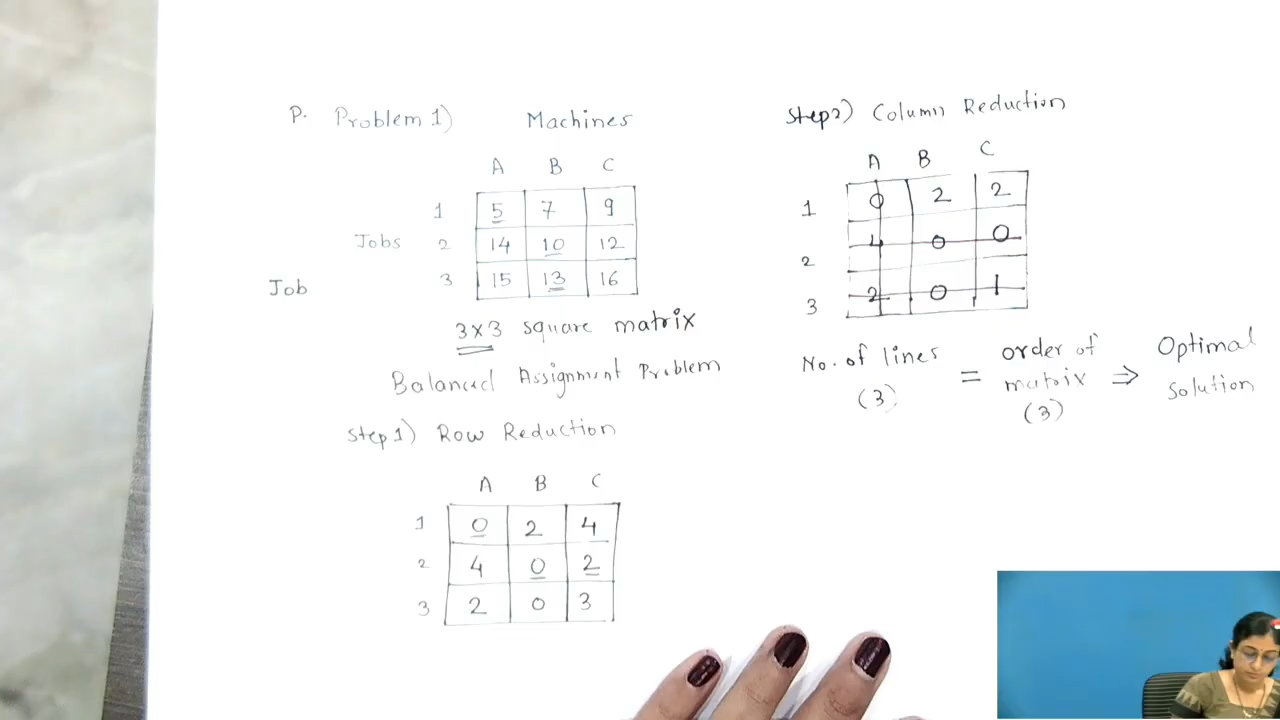 P. Problem 1) Machines
A B C
1 5 7 9
Jobs 2 14 10 12
3 15 13 16
Job
3x3 square matrix
Balanced Assignment Problem
Step 1) Row Reduction
A B C
1 0 2 4
2 4 0 2
3 2 0 3
Step 2) Column Reduction
A B C
1 0 2 2
2 4 0 0
3 2 0 1
No. of lines (3) = order of matrix (3) ⇒ Optimal solution